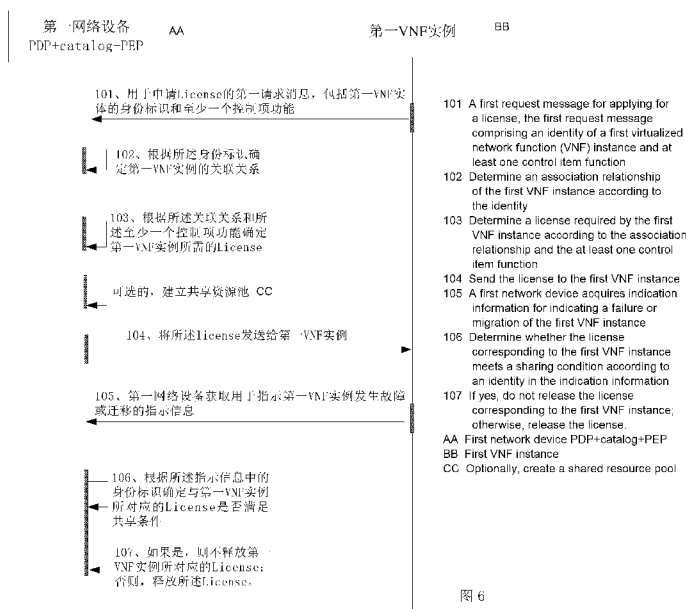 第一网络设备 AA
PDP+catalog-PEP
第一VNF实例 BB
101、用于申请License的第一请求消息，包括第一VNF实
体的身份标识和至少一个控制项功能
102、根据所述身份标识确
定第一VNF实例的关联关系
103、根据所述关联关系和所
述至少一个控制项功能确定
第一VNF实例所需的License
可选的，建立共享资源池 CC
104、将所述license发送给第一VNF实例
105、第一网络设备获取用于指示第一VNF实例发生故障
或迁移的指示信息
106、根据所述指示信息中的
身份标识确定与第一VNF实例
所对应的License是否满足
共享条件
107、如果是，则不释放第一
VNF实例所对应的License；
否则，释放所述License。
101 A first request message for applying for
a license, the first request message
comprising an identity of a first virtualized
network function (VNF) instance and at
least one control item function
102 Determine an association relationship
of the first VNF instance according to
the identity
103 Determine a license required by the first
VNF instance according to the association
relationship and the at least one control
item function
104 Send the license to the first VNF instance
105 A first network device acquires indication
information for indicating a failure or
migration of the first VNF instance
106 Determine whether the license
corresponding to the first VNF instance
meets a sharing condition according to
an identity in the indication information
107 If yes, do not release the license
corresponding to the first VNF instance;
otherwise, release the license.
AA First network device PDP+catalog+PEP
BB First VNF instance
CC Optionally, create a shared resource pool
图 6